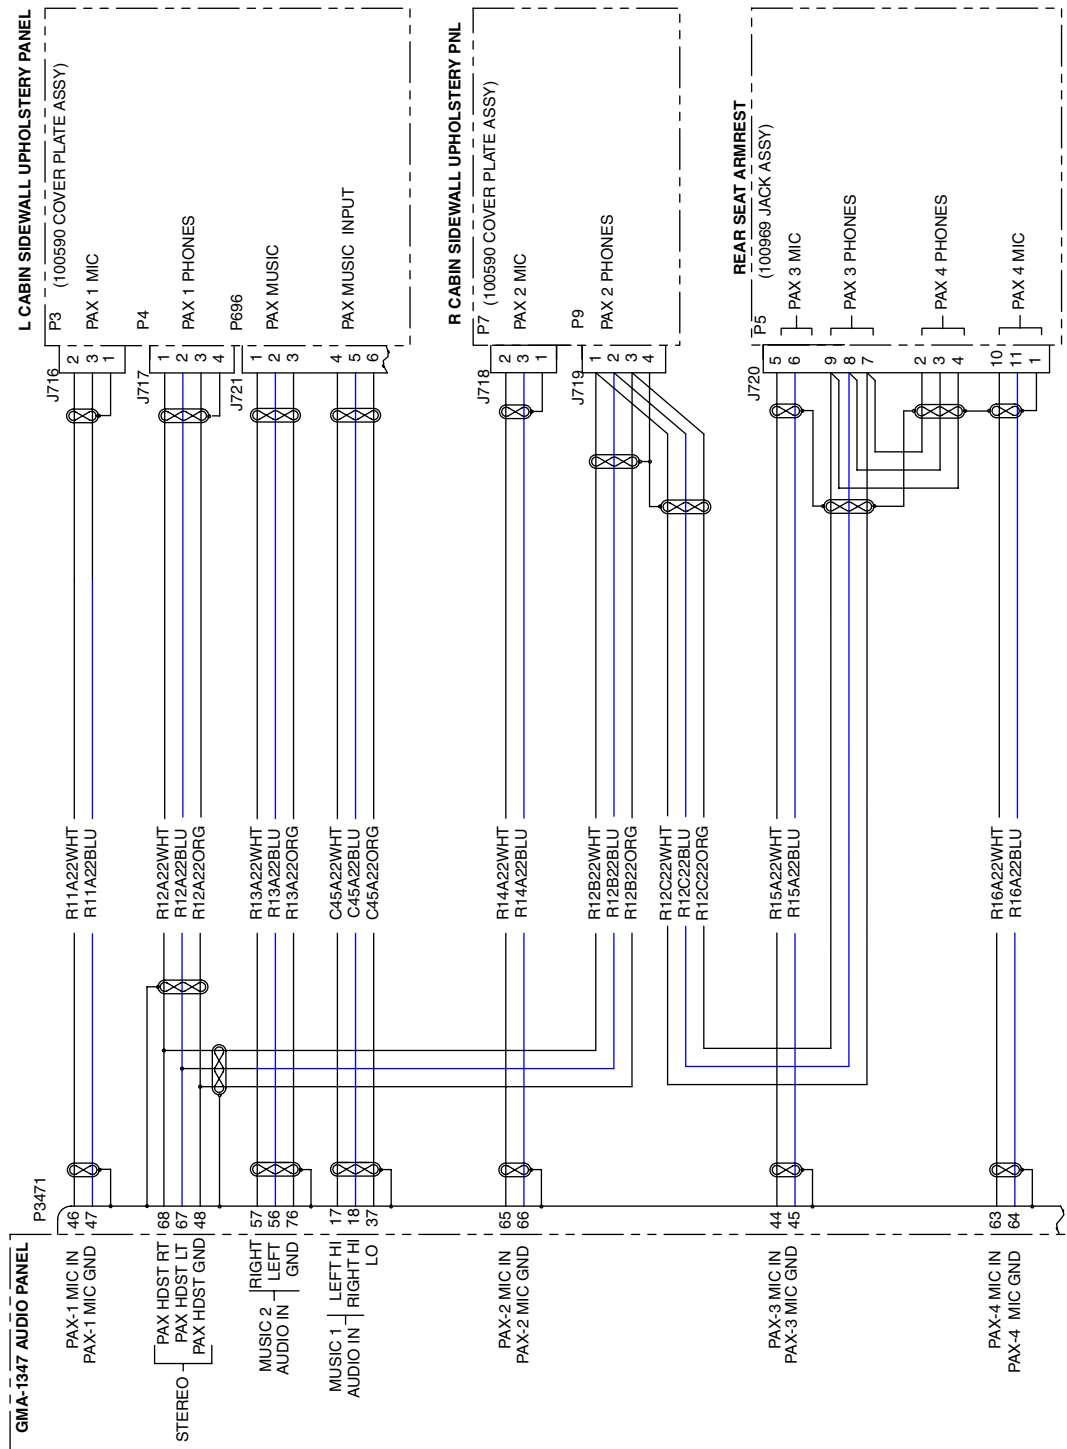 L CABIN SIDEWALL UPHOLSTERY PANEL
P3
(100590 COVER PLATE ASSY)
J716
2
3
1
PAX 1 MIC
P4
J717
1
2
3
4
PAX 1 PHONES
P696
J721
1
2
3
PAX MUSIC
4
5
6
PAX MUSIC INPUT
R CABIN SIDEWALL UPHOLSTERY PNL
P7
(100590 COVER PLATE ASSY)
J718
2
3
1
PAX 2 MIC
P9
J719
1
2
3
4
PAX 2 PHONES
REAR SEAT ARMREST
(100969 JACK ASSY)
P5
J720
5
6
PAX 3 MIC
9
8
7
PAX 3 PHONES
2
3
4
PAX 4 PHONES
10
11
1
PAX 4 MIC
R11A22WHT
R11A22BLU
R12A22WHT
R12A22BLU
R12A22ORG
R13A22WHT
R13A22BLU
R13A22ORG
C45A22WHT
C45A22BLU
C45A22ORG
R14A22WHT
R14A22BLU
R12B22WHT
R12B22BLU
R12B22ORG
R12C22WHT
R12C22BLU
R12C22ORG
R15A22WHT
R15A22BLU
R16A22WHT
R16A22BLU
P3471
GMA-1347 AUDIO PANEL
46
PAX-1 MIC IN
47
PAX-1 MIC GND
STEREO
68
PAX HDST RT
67
PAX HDST LT
48
PAX HDST GND
MUSIC 2
AUDIO IN
57
RIGHT
56
LEFT
76
GND
MUSIC 1
AUDIO IN
17
LEFT HI
18
RIGHT HI
37
LO
65
PAX-2 MIC IN
66
PAX-2 MIC GND
44
PAX-3 MIC IN
45
PAX-3 MIC GND
63
PAX-4 MIC IN
64
PAX-4 MIC GND